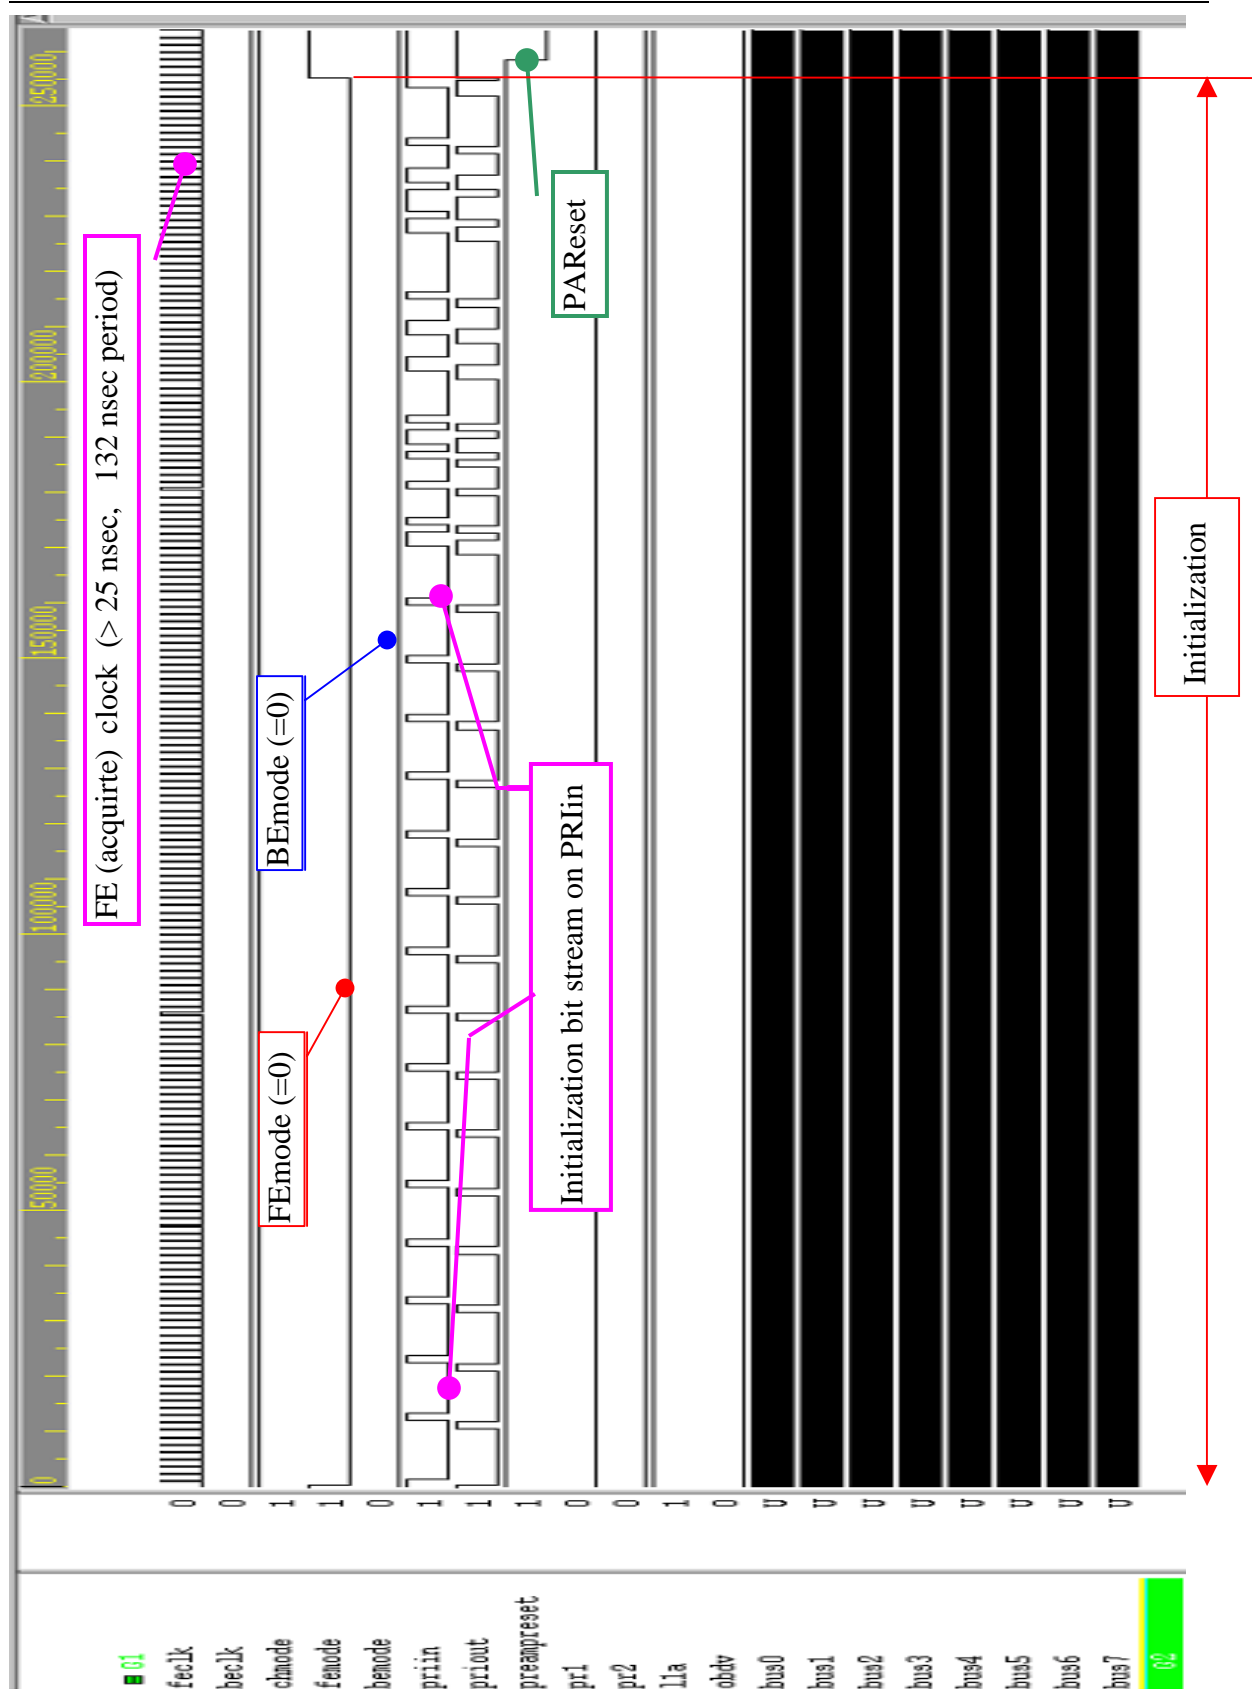 0
50000
100000
150000
200000
250000
FE (acquirte) clock (> 25 nsec, 132 nsec period)
FEmode (=0)
BEmode (=0)
Initialization bit stream on PRIin
PAReset
Initialization
G1
feclk 0
beclk 0
chmode 1
femode 1
bemode 0
priin 1
priout 1
preampreset 1
pr1 0
pr2 0
lla 1
obdv 0
bus0 U
bus1 U
bus2 U
bus3 U
bus4 U
bus5 U
bus6 U
bus7 U
G2